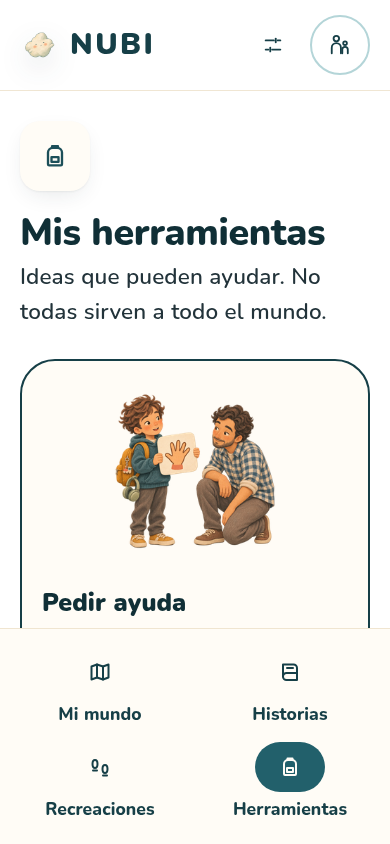 NUBI
Mis herramientas
Ideas que pueden ayudar. No
todas sirven a todo el mundo.
Pedir ayuda
Mi mundo
Historias
Recreaciones
Herramientas